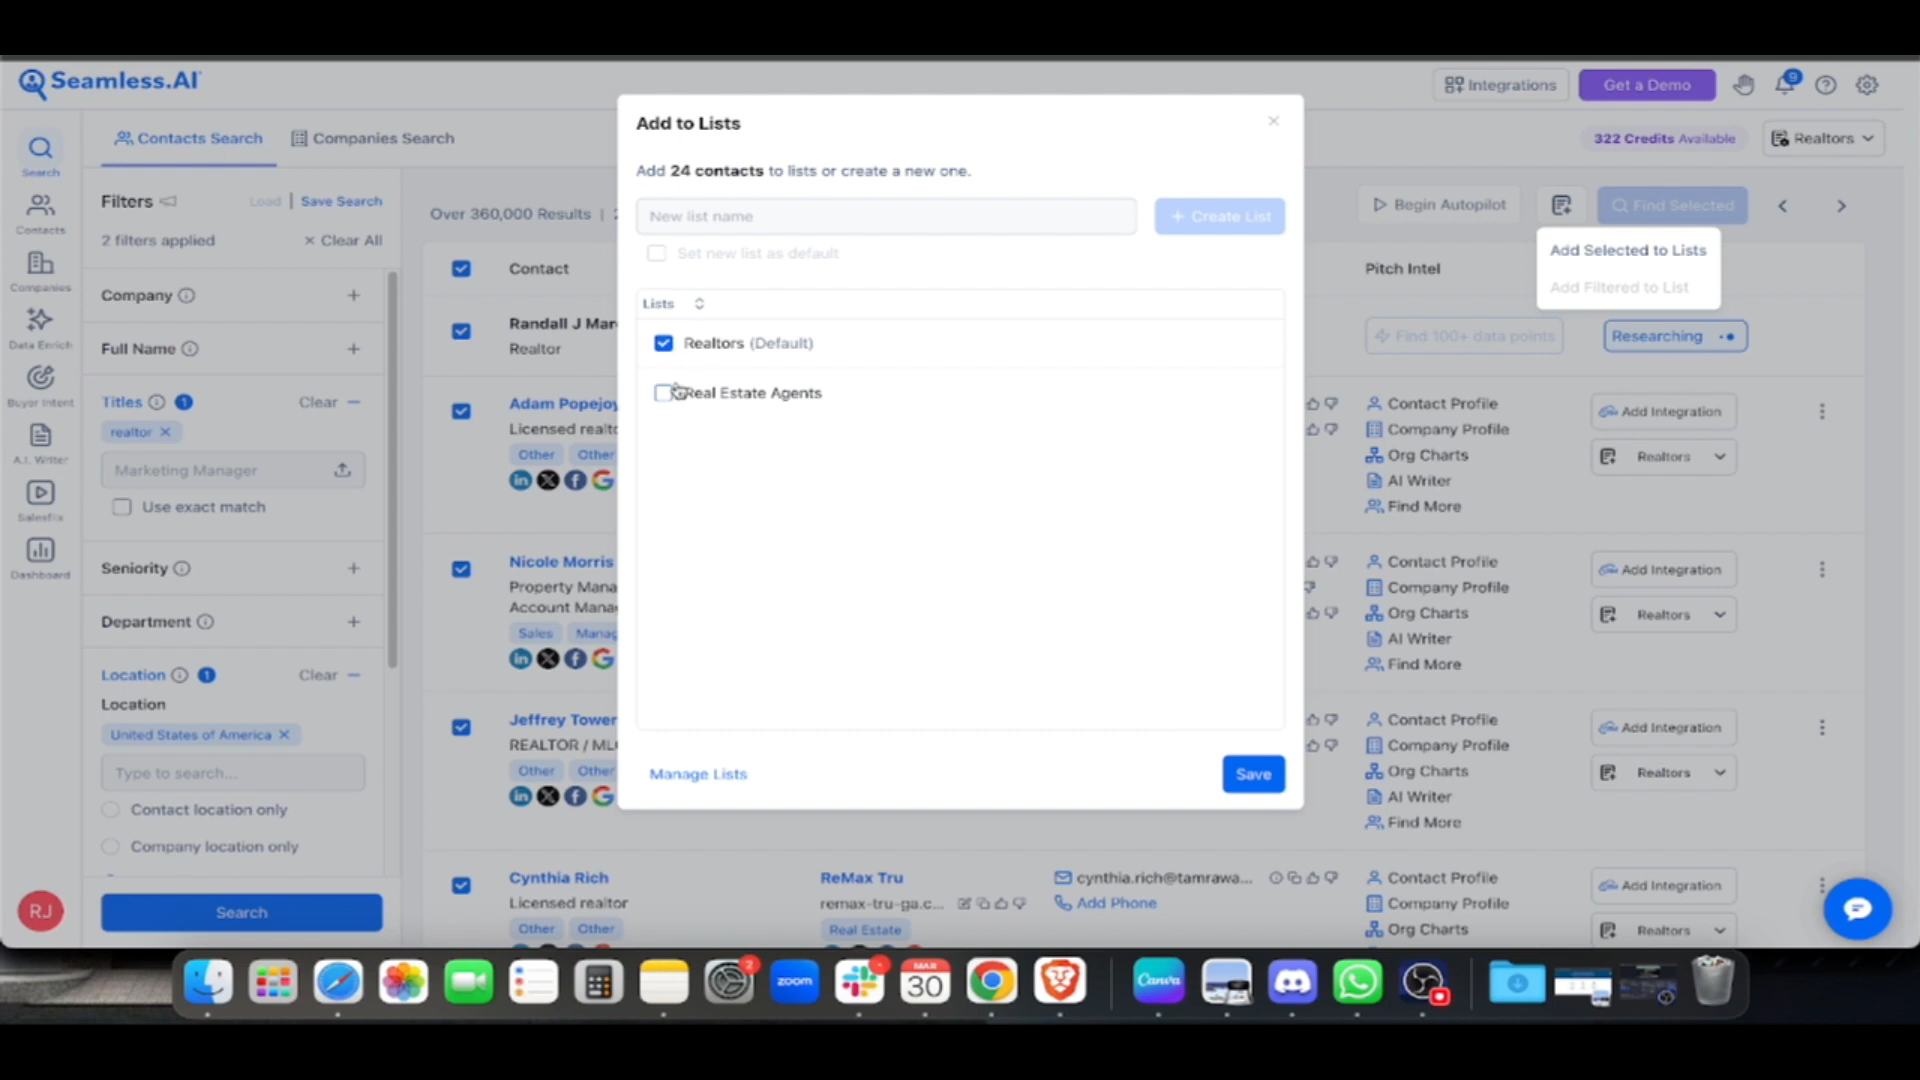 Seamless.AI
Integrations
Get a Demo
9
Search
Contacts
Companies
Data Enrich
Buyer Intent
A.I. Writer
Salesflix
Dashboard
RJ
Contacts Search
Companies Search
322 Credits Available
Realtors
Filters
Load | Save Search
2 filters applied
× Clear All
Company
Full Name
Titles 1 Clear
realtor ×
Marketing Manager
Use exact match
Seniority
Department
Location 1 Clear
Location
United States of America ×
Type to search...
Contact location only
Company location only
Search
Over 360,000 Results |
Begin Autopilot
Find Selected
Add Selected to Lists
Add Filtered to List
Contact
Pitch Intel
Randall J Mar
Realtor
Find 100+ data points
Researching
Adam Popejoy
Licensed realto
Other Other
Contact Profile
Company Profile
Org Charts
AI Writer
Find More
Add Integration
Realtors
Nicole Morris
Property Mana
Account Mana
Sales Manag
Contact Profile
Company Profile
Org Charts
AI Writer
Find More
Add Integration
Realtors
Jeffrey Tower
REALTOR / ML
Other Other
Contact Profile
Company Profile
Org Charts
AI Writer
Find More
Add Integration
Realtors
Cynthia Rich
Licensed realtor
Other Other
ReMax Tru
remax-tru-ga.c...
Real Estate
cynthia.rich@tamrawa...
Add Phone
Contact Profile
Company Profile
Org Charts
Add Integration
Realtors
Add to Lists
Add 24 contacts to lists or create a new one.
New list name
+ Create List
Set new list as default
Lists
Realtors (Default)
Real Estate Agents
Manage Lists
Save
2
zoom
MAR
30
Canva